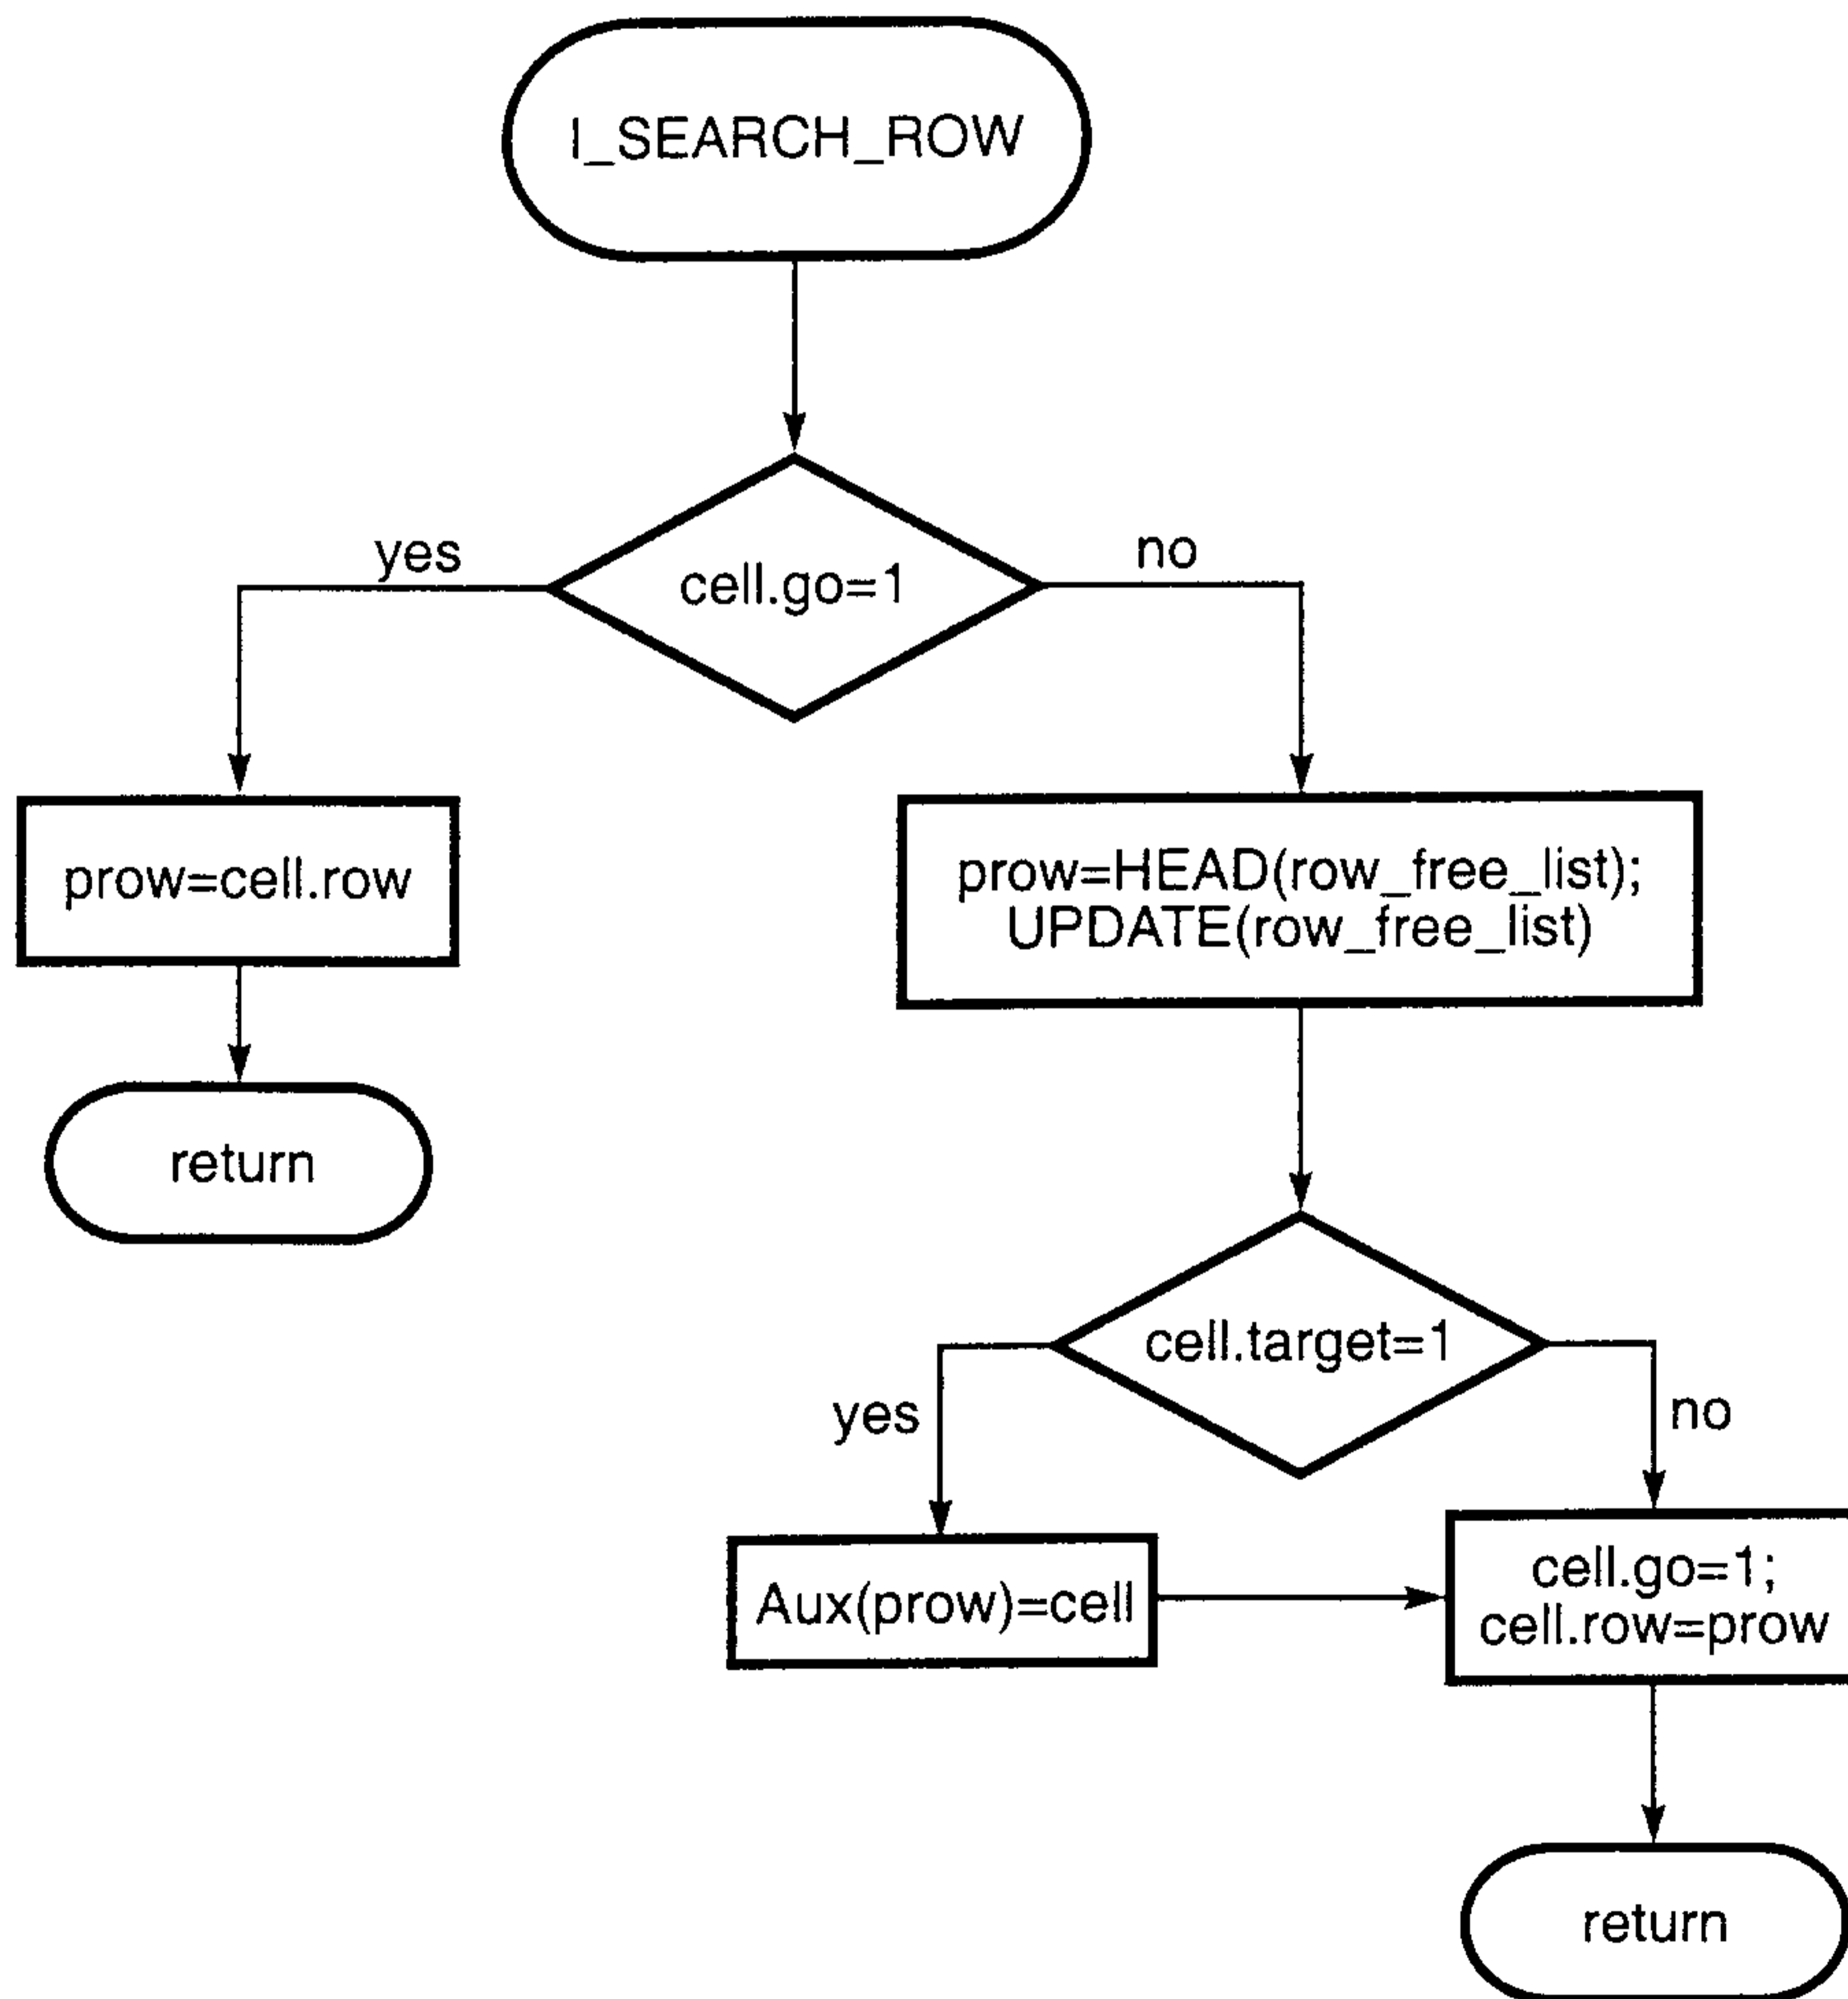 I_SEARCH_ROW
yes
cell.go=1
no
prow=cell.row
return
prow=HEAD(row_free_list);
UPDATE(row_free_list)
cell.target=1
yes
no
Aux(prow)=cell
cell.go=1;
cell.row=prow
return